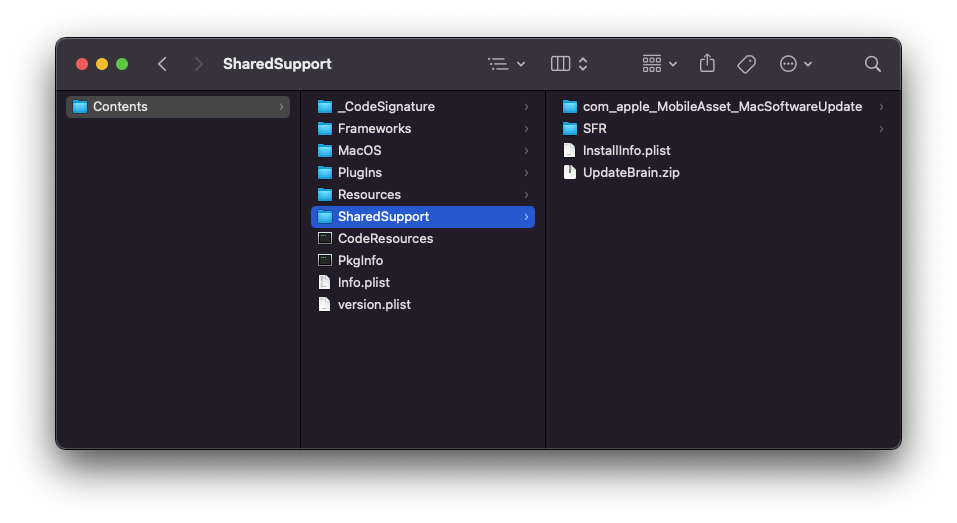 SharedSupport
Contents
_CodeSignature
Frameworks
MacOS
PlugIns
Resources
SharedSupport
CodeResources
PkgInfo
Info.plist
version.plist
com_apple_MobileAsset_MacSoftwareUpdate
SFR
InstallInfo.plist
UpdateBrain.zip